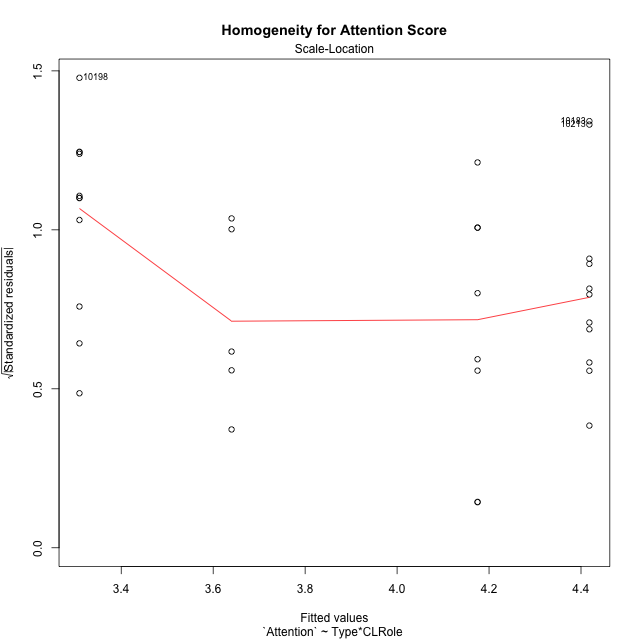 Homogeneity for Attention Score
Scale-Location
√|Standardized residuals|
1.5
1.0
0.5
0.0
10198
10213
3.4
3.6
3.8
4.0
4.2
4.4
Fitted values
`Attention` ~ Type*CLRole